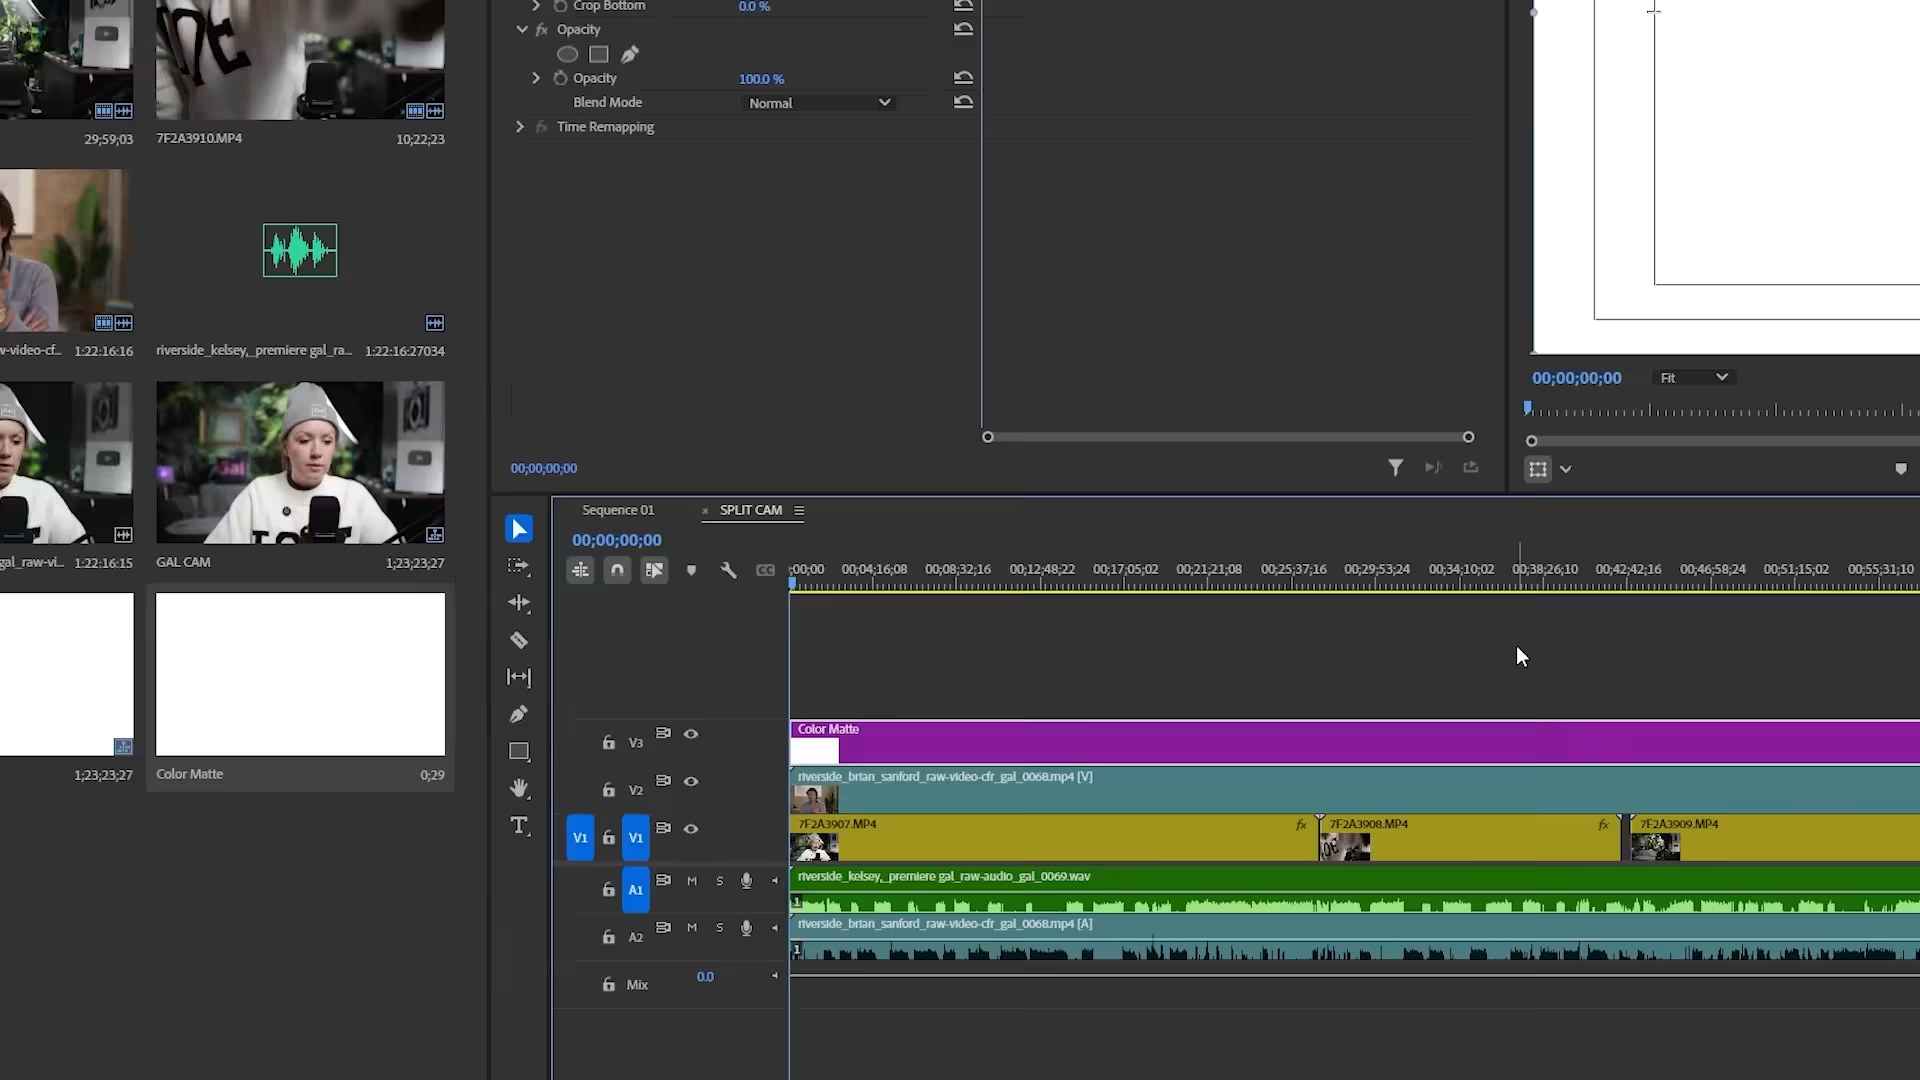 Crop Bottom
0.0 %
fx Opacity
Opacity
100.0 %
Blend Mode
Normal
fx Time Remapping
29;59;03
7F2A3910.MP4
10;22;23
w-video-cf...
1:22:16:16
riverside_kelsey,_premiere gal_ra...
1:22:16:27034
gal_raw-vi...
1:22:16:15
GAL CAM
1;23;23;27
1;23;23;27
Color Matte
0;29
00;00;00;00
00;00;00;00
Fit
Sequence 01
× SPLIT CAM
00;00;00;00
CC
;00;00
00;04;16;08
00;08;32;16
00;12;48;22
00;17;05;02
00;21;21;08
00;25;37;16
00;29;53;24
00;34;10;02
00;38;26;10
00;42;42;16
00;46;58;24
00;51;15;02
00;55;31;10
V3
Color Matte
V2
riverside_brian_sanford_raw-video-cfr_gal_0068.mp4 [V]
V1
V1
7F2A3907.MP4
fx
7F2A3908.MP4
fx
7F2A3909.MP4
A1
M
S
riverside_kelsey,_premiere gal_raw-audio_gal_0069.wav
1
A2
M
S
riverside_brian_sanford_raw-video-cfr_gal_0068.mp4 [A]
1
Mix
0.0
T